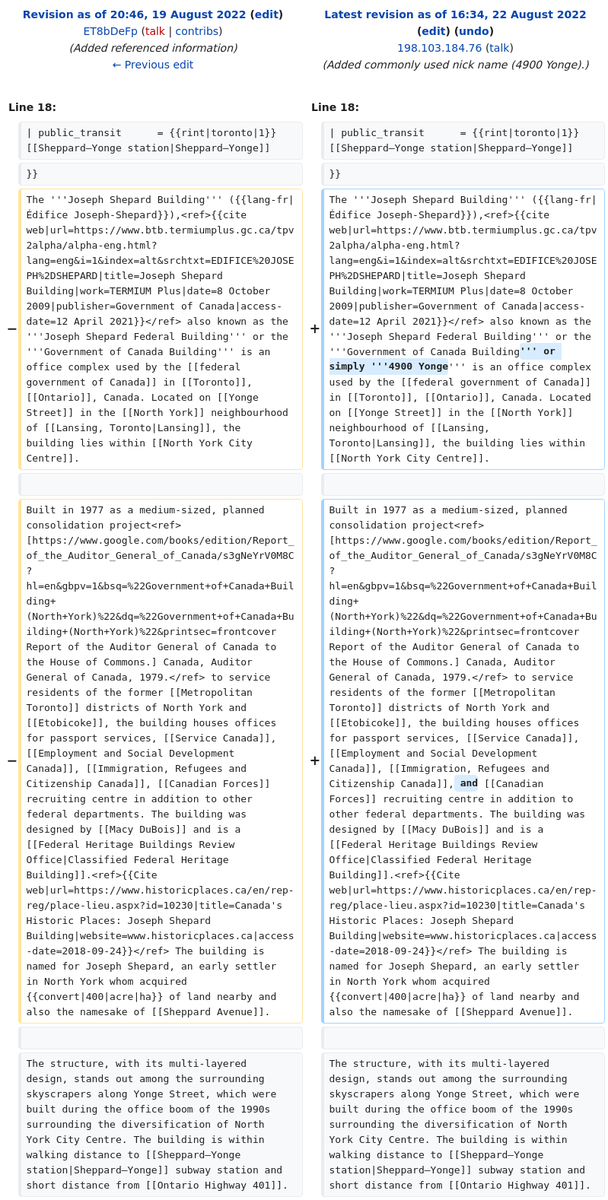 Revision as of 20:46, 19 August 2022 (edit)
ET8bDeFp (talk | contribs)
(Added referenced information)
← Previous edit
Latest revision as of 16:34, 22 August 2022
(edit) (undo)
198.103.184.76 (talk)
(Added commonly used nick name (4900 Yonge).)
Line 18:
| public_transit      = {{rint|toronto|1}}
[[Sheppard–Yonge station|Sheppard–Yonge]]
}}
− The '''Joseph Shepard Building''' ({{lang-fr|
Édifice Joseph-Shepard}}),<ref>{{cite
web|url=https://www.btb.termiumplus.gc.ca/tpv
2alpha/alpha-eng.html?
lang=eng&i=1&index=alt&srchtxt=EDIFICE%20JOSE
PH%2DSHEPARD|title=Joseph Shepard
Building|work=TERMIUM Plus|date=8 October
2009|publisher=Government of Canada|access-
date=12 April 2021}}</ref> also known as the
'''Joseph Shepard Federal Building''' or the
'''Government of Canada Building''' is an
office complex used by the [[federal
government of Canada]] in [[Toronto]],
[[Ontario]], Canada. Located on [[Yonge
Street]] in the [[North York]] neighbourhood
of [[Lansing, Toronto|Lansing]], the
building lies within [[North York City
Centre]].
− Built in 1977 as a medium-sized, planned
consolidation project<ref>
[https://www.google.com/books/edition/Report_
of_the_Auditor_General_of_Canada/s3gNeYrV0M8C
?
hl=en&gbpv=1&bsq=%22Government+of+Canada+Buil
ding+
(North+York)%22&dq=%22Government+of+Canada+Bu
ilding+(North+York)%22&printsec=frontcover
Report of the Auditor General of Canada to
the House of Commons.] Canada, Auditor
General of Canada, 1979.</ref> to service
residents of the former [[Metropolitan
Toronto]] districts of North York and
[[Etobicoke]], the building houses offices
for passport services, [[Service Canada]],
[[Employment and Social Development
Canada]], [[Immigration, Refugees and
Citizenship Canada]], [[Canadian Forces]]
recruiting centre in addition to other
federal departments. The building was
designed by [[Macy DuBois]] and is a
[[Federal Heritage Buildings Review
Office|Classified Federal Heritage
Building]].<ref>{{Cite
web|url=https://www.historicplaces.ca/en/rep-
reg/place-lieu.aspx?id=10230|title=Canada's
Historic Places: Joseph Shepard
Building|website=www.historicplaces.ca|access
-date=2018-09-24}}</ref> The building is
named for Joseph Shepard, an early settler
in North York whom acquired
{{convert|400|acre|ha}} of land nearby and
also the namesake of [[Sheppard Avenue]].
The structure, with its multi-layered
design, stands out among the surrounding
skyscrapers along Yonge Street, which were
built during the office boom of the 1990s
surrounding the diversification of North
York City Centre. The building is within
walking distance to [[Sheppard–Yonge
station|Sheppard–Yonge]] subway station and
short distance from [[Ontario Highway 401]].
Line 18:
| public_transit      = {{rint|toronto|1}}
[[Sheppard–Yonge station|Sheppard–Yonge]]
}}
+ The '''Joseph Shepard Building''' ({{lang-fr|
Édifice Joseph-Shepard}}),<ref>{{cite
web|url=https://www.btb.termiumplus.gc.ca/tpv
2alpha/alpha-eng.html?
lang=eng&i=1&index=alt&srchtxt=EDIFICE%20JOSE
PH%2DSHEPARD|title=Joseph Shepard
Building|work=TERMIUM Plus|date=8 October
2009|publisher=Government of Canada|access-
date=12 April 2021}}</ref> also known as the
'''Joseph Shepard Federal Building''' or the
'''Government of Canada Building''' or
simply '''4900 Yonge''' is an office complex
used by the [[federal government of Canada]]
in [[Toronto]], [[Ontario]], Canada. Located
on [[Yonge Street]] in the [[North York]]
neighbourhood of [[Lansing,
Toronto|Lansing]], the building lies within
[[North York City Centre]].
+ Built in 1977 as a medium-sized, planned
consolidation project<ref>
[https://www.google.com/books/edition/Report_
of_the_Auditor_General_of_Canada/s3gNeYrV0M8C
?
hl=en&gbpv=1&bsq=%22Government+of+Canada+Buil
ding+
(North+York)%22&dq=%22Government+of+Canada+Bu
ilding+(North+York)%22&printsec=frontcover
Report of the Auditor General of Canada to
the House of Commons.] Canada, Auditor
General of Canada, 1979.</ref> to service
residents of the former [[Metropolitan
Toronto]] districts of North York and
[[Etobicoke]], the building houses offices
for passport services, [[Service Canada]],
[[Employment and Social Development
Canada]], [[Immigration, Refugees and
Citizenship Canada]], and [[Canadian
Forces]] recruiting centre in addition to
other federal departments. The building was
designed by [[Macy DuBois]] and is a
[[Federal Heritage Buildings Review
Office|Classified Federal Heritage
Building]].<ref>{{Cite
web|url=https://www.historicplaces.ca/en/rep-
reg/place-lieu.aspx?id=10230|title=Canada's
Historic Places: Joseph Shepard
Building|website=www.historicplaces.ca|access
-date=2018-09-24}}</ref> The building is
named for Joseph Shepard, an early settler
in North York whom acquired
{{convert|400|acre|ha}} of land nearby and
also the namesake of [[Sheppard Avenue]].
The structure, with its multi-layered
design, stands out among the surrounding
skyscrapers along Yonge Street, which were
built during the office boom of the 1990s
surrounding the diversification of North
York City Centre. The building is within
walking distance to [[Sheppard–Yonge
station|Sheppard–Yonge]] subway station and
short distance from [[Ontario Highway 401]].